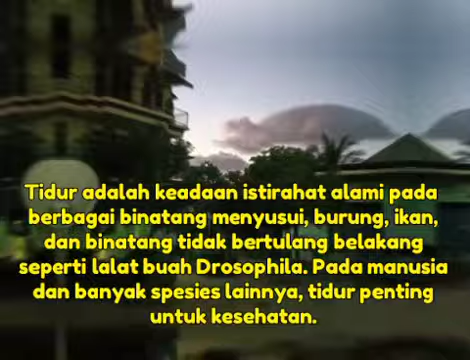 Tidur adalah keadaan istirahat alami pada
berbagai binatang menyusui, burung, ikan,
dan binatang tidak bertulang belakang
seperti lalat buah Drosophila. Pada manusia
dan banyak spesies lainnya, tidur penting
untuk kesehatan.